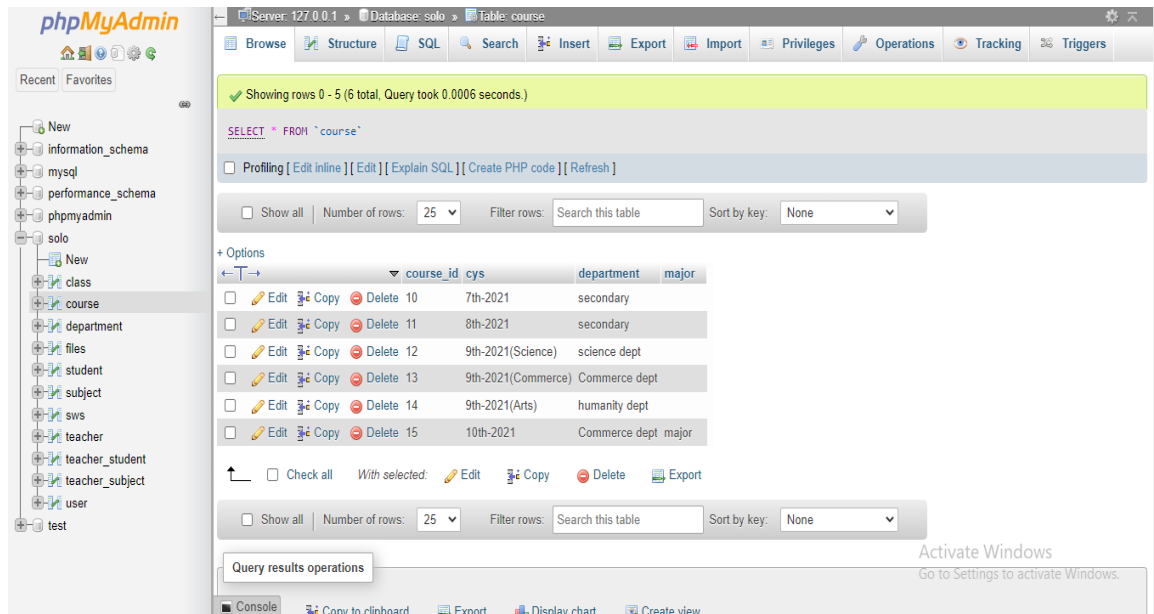 phpMyAdmin
Recent Favorites
New
information_schema
mysql
performance_schema
phpmyadmin
solo
New
class
course
department
files
student
subject
sws
teacher
teacher_student
teacher_subject
user
test
Server: 127.0.0.1 » Database: solo » Table: course
Browse Structure SQL Search Insert Export Import Privileges Operations Tracking Triggers
Showing rows 0 - 5 (6 total, Query took 0.0006 seconds.)
SELECT * FROM `course`
Profiling [ Edit inline ] [ Edit ] [ Explain SQL ] [ Create PHP code ] [ Refresh ]
Show all | Number of rows: 25 Filter rows: Search this table Sort by key: None
+ Options
←T→ course_id cys department major
Edit Copy Delete 10 7th-2021 secondary
Edit Copy Delete 11 8th-2021 secondary
Edit Copy Delete 12 9th-2021(Science) science dept
Edit Copy Delete 13 9th-2021(Commerce) Commerce dept
Edit Copy Delete 14 9th-2021(Arts) humanity dept
Edit Copy Delete 15 10th-2021 Commerce dept major
Check all With selected: Edit Copy Delete Export
Show all | Number of rows: 25 Filter rows: Search this table Sort by key: None
Query results operations
Activate Windows
Go to Settings to activate Windows.
Console Copy to clipboard Export Display chart Create view